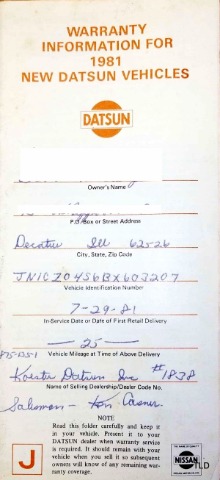 WARRANTY
INFORMATION FOR
1981
NEW DATSUN VEHICLES
DATSUN
Owner's Name
P.O. Box or Street Address
Decatur Ill 62526
City, State, Zip Code
JN1CZ04S6BX603207
Vehicle Identification Number
7-29-81
In-Service Date or Date of First Retail Delivery
— 25 —
875-1251 Vehicle Mileage at Time of Above Delivery
Datsun Inc #1838
Name of Selling Dealership/Dealer Code No.
Salesman - Ken
NOTE
Read this folder carefully and keep it
in your vehicle. Present it to your
DATSUN dealer when warranty service
is required. It should remain with your
vehicle when you sell it so subsequent
owners will know of any remaining war-
ranty coverage.
J
NISSAN
LD